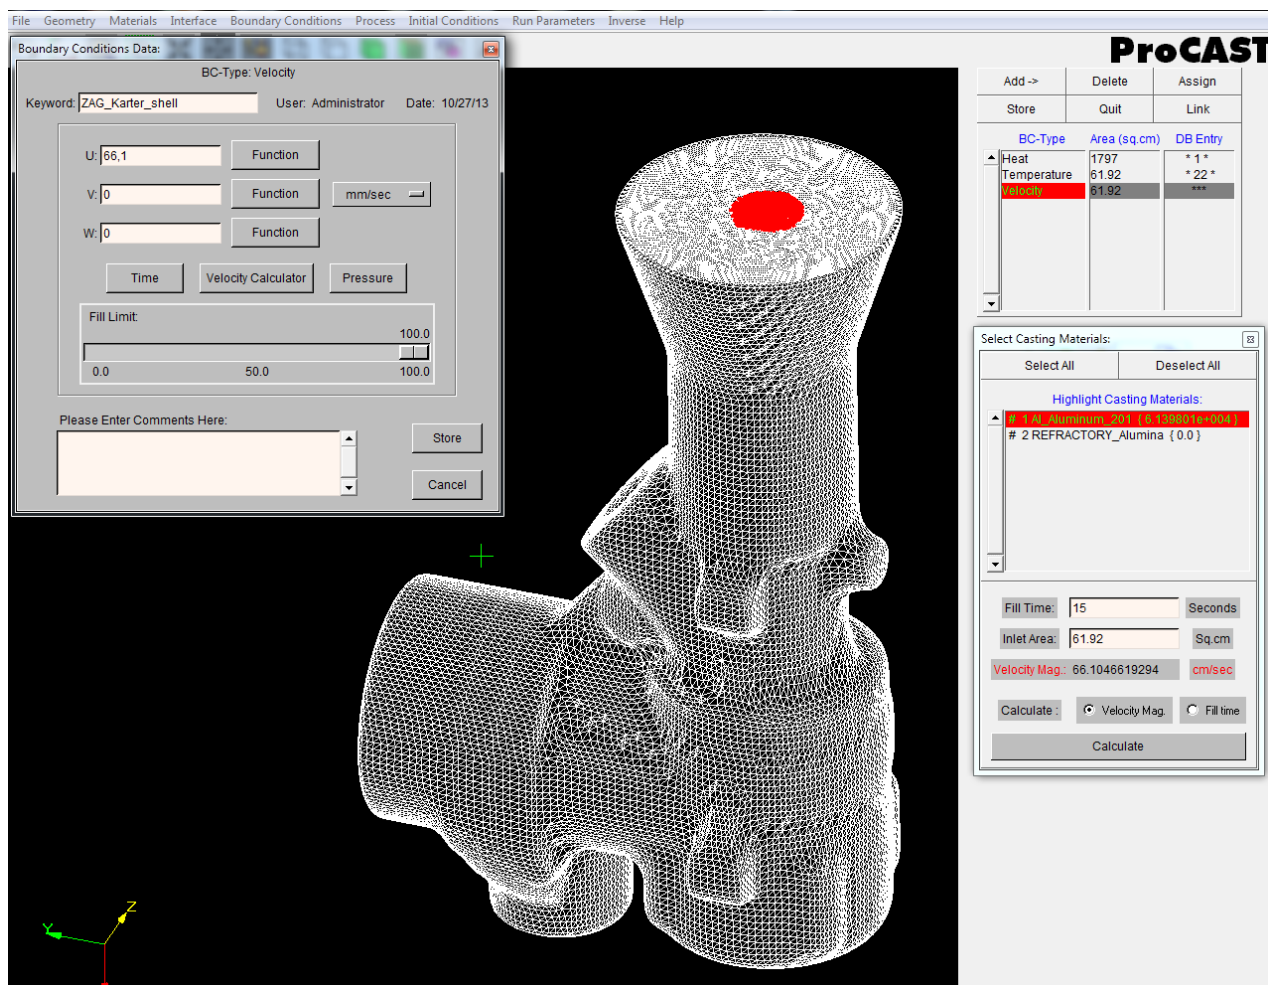 File Geometry Materials Interface Boundary Conditions Process Initial Conditions Run Parameters Inverse Help
Boundary Conditions Data:
BC-Type: Velocity
Keyword: ZAG_Karter_shell User: Administrator Date: 10/27/13
U: 66,1 Function
V: 0 Function mm/sec
W: 0 Function
Time Velocity Calculator Pressure
Fill Limit:
100.0
0.0 50.0 100.0
Please Enter Comments Here:
Store
Cancel
ProCAST
Add -> Delete Assign
Store Quit Link
BC-Type Area (sq.cm) DB Entry
Heat 1797 * 1 *
Temperature 61.92 * 22 *
Velocity 61.92 ***
Select Casting Materials:
Select All Deselect All
Highlight Casting Materials:
# 1 Al_Aluminum_201 { 6.139801e+004 }
# 2 REFRACTORY_Alumina { 0.0 }
Fill Time: 15 Seconds
Inlet Area: 61.92 Sq.cm
Velocity Mag.: 66.1046619294 cm/sec
Calculate : Velocity Mag. Fill time
Calculate
Z
Y